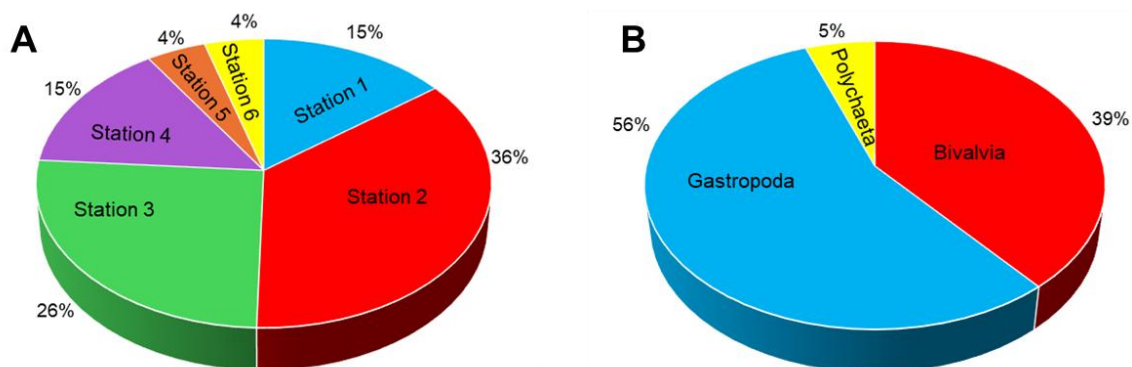 A
4%
4%
15%
15%
36%
26%
Station 1
Station 2
Station 3
Station 4
Station 5
Station 6
B
5%
56%
39%
Polychaeta
Gastropoda
Bivalvia